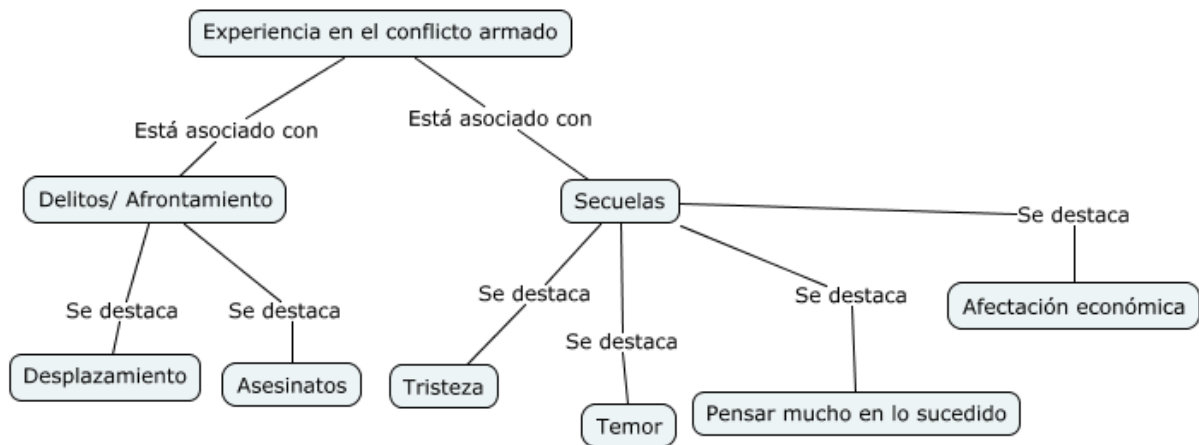 Experiencia en el conflicto armado
Está asociado con
Está asociado con
Delitos/ Afrontamiento
Secuelas
Se destaca
Se destaca
Se destaca
Se destaca
Se destaca
Se destaca
Afectación económica
Desplazamiento
Asesinatos
Tristeza
Temor
Pensar mucho en lo sucedido